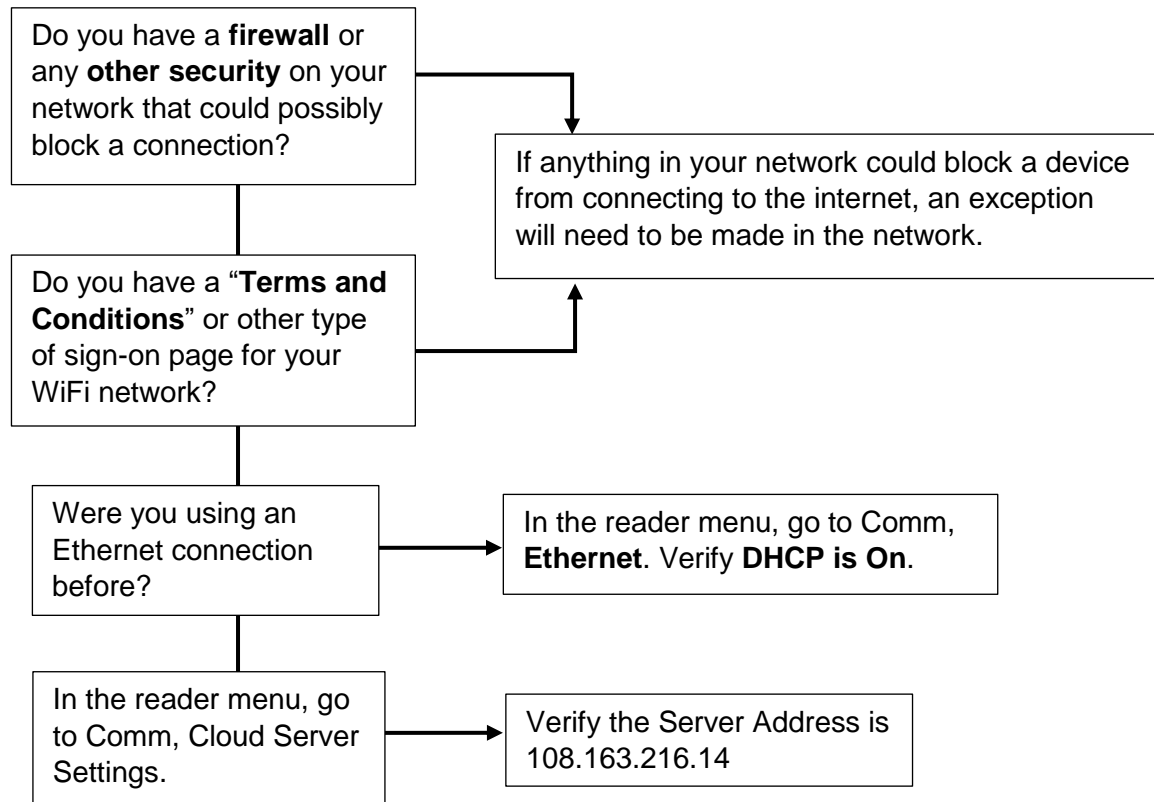 Do you have a firewall or
any other security on your
network that could possibly
block a connection?
If anything in your network could block a device
from connecting to the internet, an exception
will need to be made in the network.
Do you have a “Terms and
Conditions” or other type
of sign-on page for your
WiFi network?
Were you using an
Ethernet connection
before?
In the reader menu, go to Comm,
Ethernet. Verify DHCP is On.
In the reader menu, go
to Comm, Cloud Server
Settings.
Verify the Server Address is
108.163.216.14